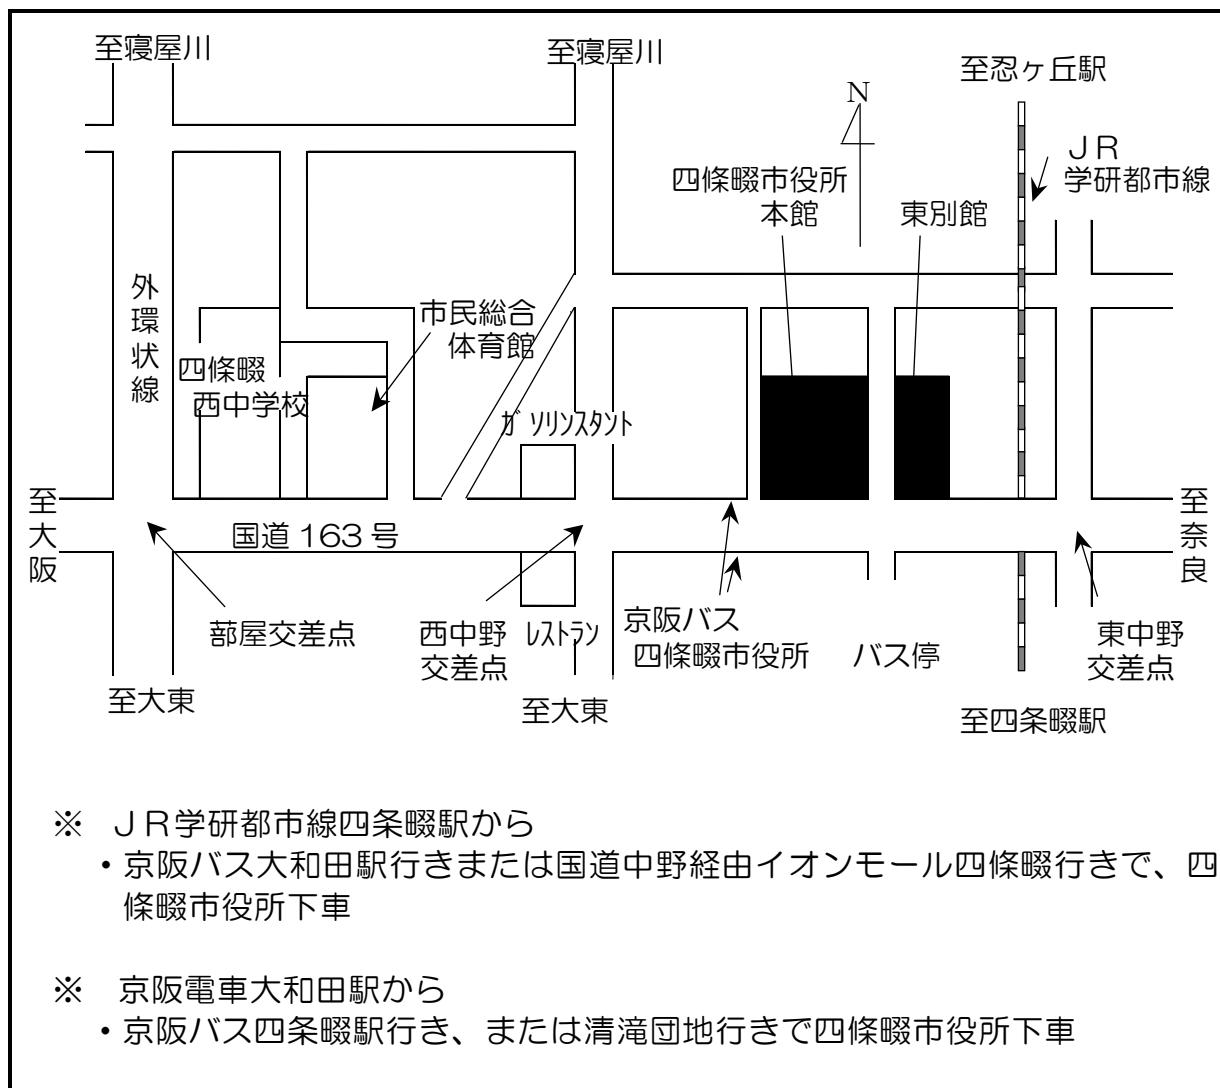 至寝屋川
至寝屋川
至忍ヶ丘駅
N
ＪＲ
学研都市線
四條畷市役所
本館
東別館
外環状線
市民総合
体育館
四條畷
西中学校
ｶﾞｿﾘﾝｽﾀﾝﾄ
至大阪
国道163号
至奈良
部屋交差点
西中野
交差点
ﾚｽﾄﾗﾝ
京阪バス
四條畷市役所　バス停
東中野
交差点
至大東
至大東
至四条畷駅
※　ＪＲ学研都市線四条畷駅から
・京阪バス大和田駅行きまたは国道中野経由イオンモール四條畷行きで、四
條畷市役所下車
※　京阪電車大和田駅から
・京阪バス四条畷駅行き、または清滝団地行きで四條畷市役所下車